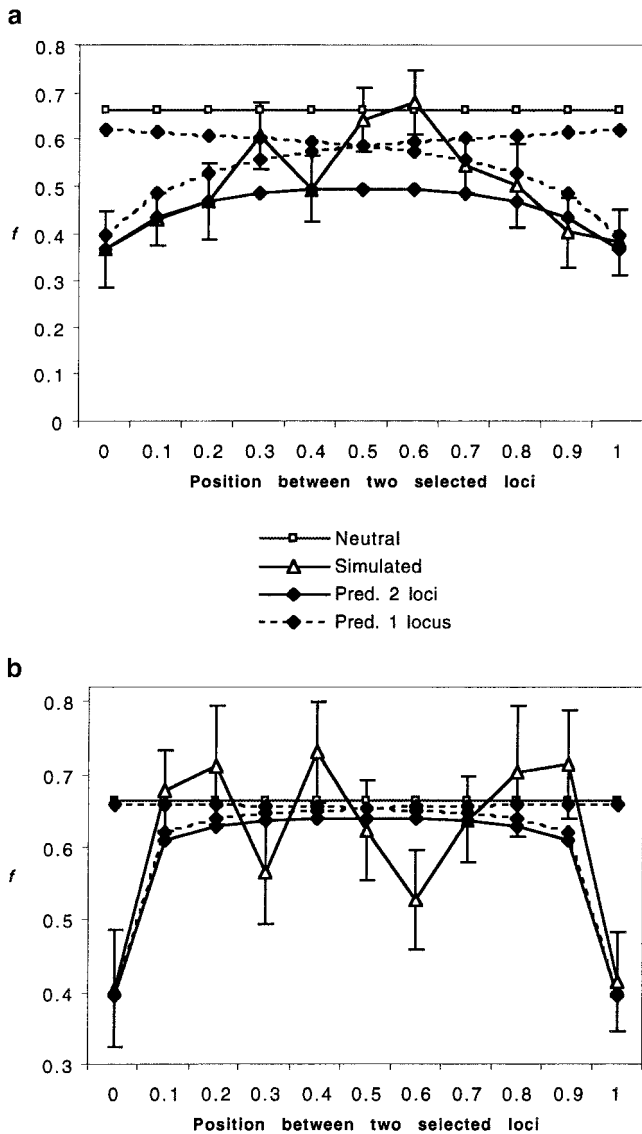 a
0.8
0.7
0.6
0.5
f
0.4
0.3
0.2
0.1
0
0 0.1 0.2 0.3 0.4 0.5 0.6 0.7 0.8 0.9 1
Position between two selected loci
Neutral
Simulated
Pred. 2 loci
Pred. 1 locus
b
0.8
0.7
0.6
f
0.5
0.4
0.3
0 0.1 0.2 0.3 0.4 0.5 0.6 0.7 0.8 0.9 1
Position between two selected loci